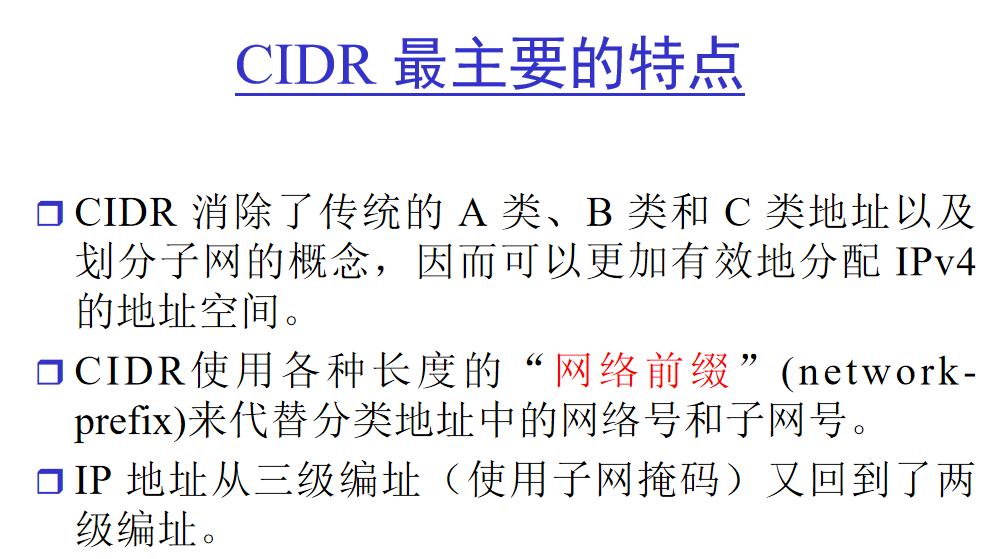 CIDR 最主要的特点
CIDR 消除了传统的 A 类、B 类和 C 类地址以及
划分子网的概念，因而可以更加有效地分配 IPv4
的地址空间。
CIDR使用各种长度的“网络前缀”(network-
prefix)来代替分类地址中的网络号和子网号。
IP 地址从三级编址（使用子网掩码）又回到了两
级编址。